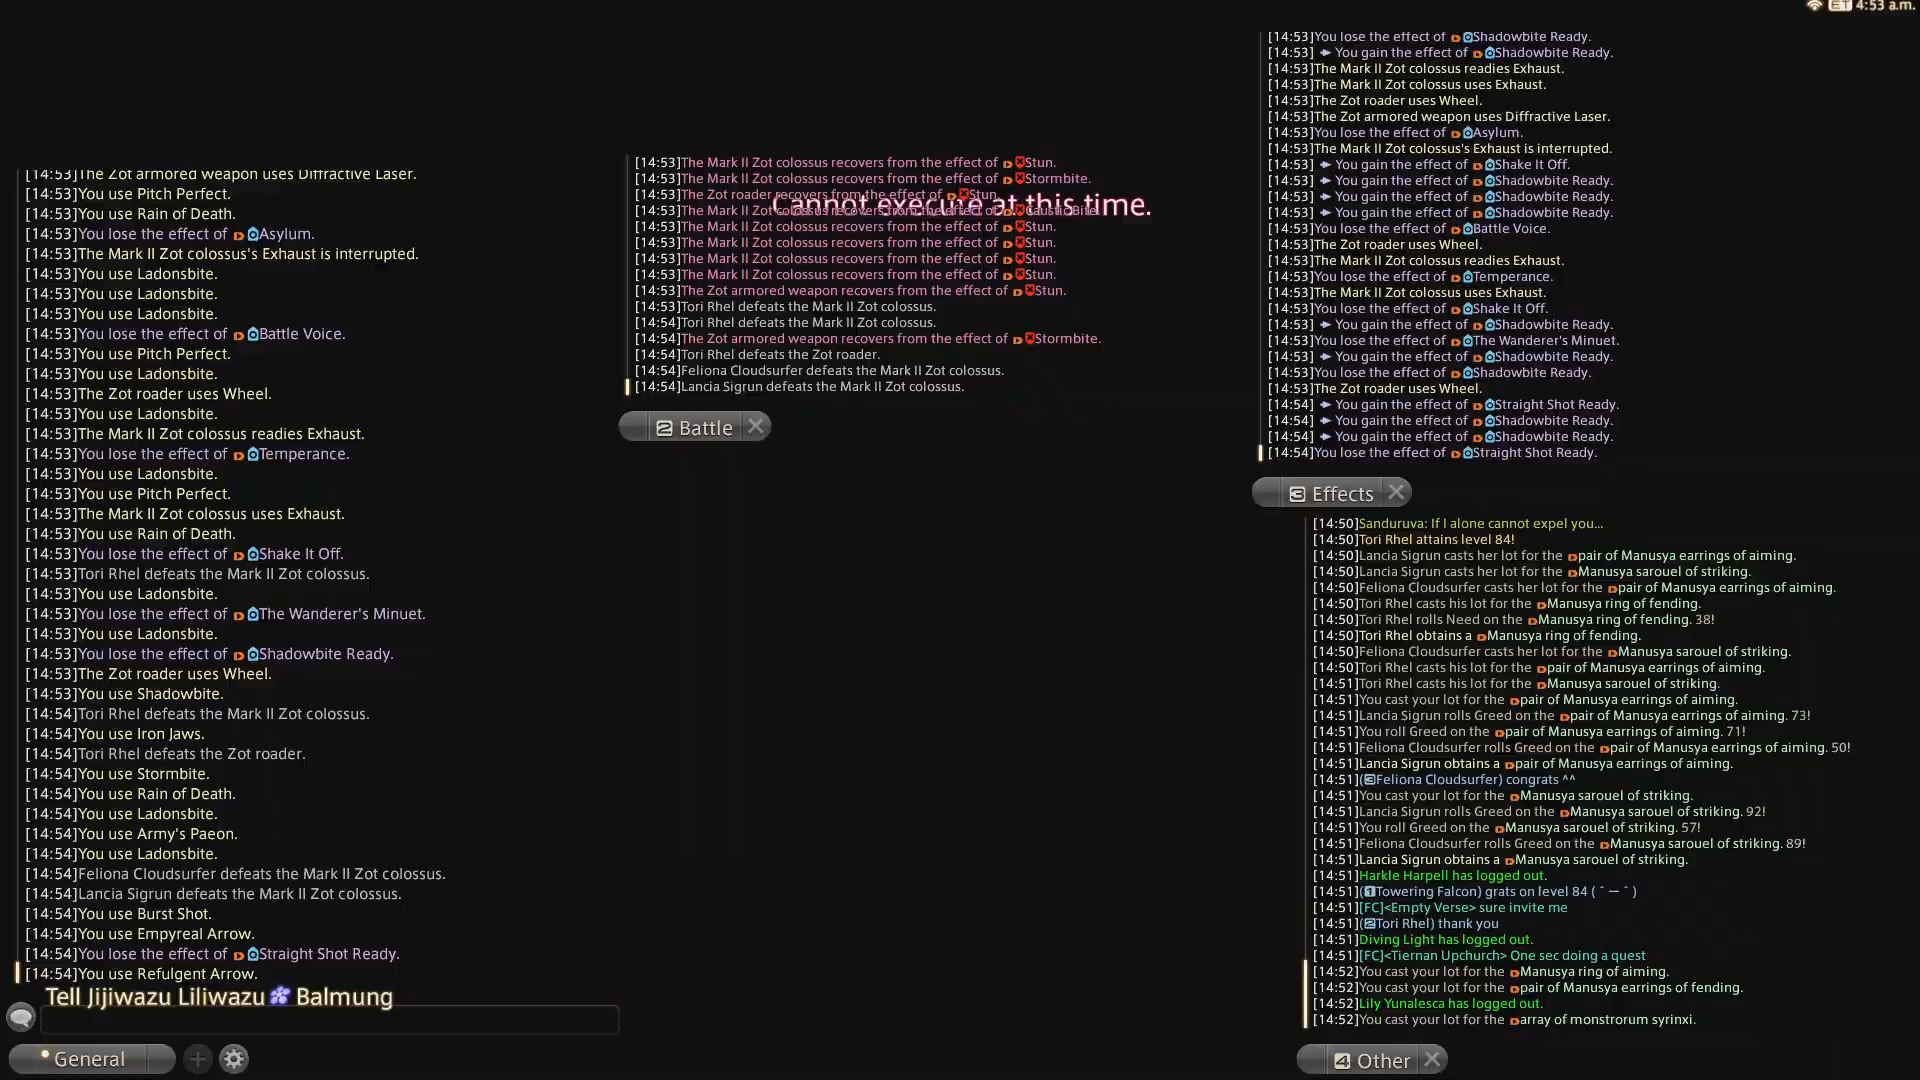 ET 4:53 a.m.
[14:53]The Zot armored weapon uses Diffractive Laser.
[14:53]You use Pitch Perfect.
[14:53]You use Rain of Death.
[14:53]You lose the effect of Asylum.
[14:53]The Mark II Zot colossus's Exhaust is interrupted.
[14:53]You use Ladonsbite.
[14:53]You use Ladonsbite.
[14:53]You use Ladonsbite.
[14:53]You lose the effect of Battle Voice.
[14:53]You use Pitch Perfect.
[14:53]You use Ladonsbite.
[14:53]The Zot roader uses Wheel.
[14:53]You use Ladonsbite.
[14:53]The Mark II Zot colossus readies Exhaust.
[14:53]You lose the effect of Temperance.
[14:53]You use Ladonsbite.
[14:53]You use Pitch Perfect.
[14:53]The Mark II Zot colossus uses Exhaust.
[14:53]You use Rain of Death.
[14:53]You lose the effect of Shake It Off.
[14:53]Tori Rhel defeats the Mark II Zot colossus.
[14:53]You use Ladonsbite.
[14:53]You lose the effect of The Wanderer's Minuet.
[14:53]You use Ladonsbite.
[14:53]You lose the effect of Shadowbite Ready.
[14:53]The Zot roader uses Wheel.
[14:53]You use Shadowbite.
[14:54]Tori Rhel defeats the Mark II Zot colossus.
[14:54]You use Iron Jaws.
[14:54]Tori Rhel defeats the Zot roader.
[14:54]You use Stormbite.
[14:54]You use Rain of Death.
[14:54]You use Ladonsbite.
[14:54]You use Army's Paeon.
[14:54]You use Ladonsbite.
[14:54]Feliona Cloudsurfer defeats the Mark II Zot colossus.
[14:54]Lancia Sigrun defeats the Mark II Zot colossus.
[14:54]You use Burst Shot.
[14:54]You use Empyreal Arrow.
[14:54]You lose the effect of Straight Shot Ready.
[14:54]You use Refulgent Arrow.
Tell Jijiwazu Liliwazu Balmung
General
[14:53]The Mark II Zot colossus recovers from the effect of Stun.
[14:53]The Mark II Zot colossus recovers from the effect of Stormbite.
[14:53]The Zot roader recovers from the effect of Stun.
Cannot execute at this time.
[14:53]The Mark II Zot colossus recovers from the effect of Caustic Bite.
[14:53]The Mark II Zot colossus recovers from the effect of Stun.
[14:53]The Mark II Zot colossus recovers from the effect of Stun.
[14:53]The Mark II Zot colossus recovers from the effect of Stun.
[14:53]The Mark II Zot colossus recovers from the effect of Stun.
[14:53]The Zot armored weapon recovers from the effect of Stun.
[14:53]Tori Rhel defeats the Mark II Zot colossus.
[14:54]Tori Rhel defeats the Mark II Zot colossus.
[14:54]The Zot armored weapon recovers from the effect of Stormbite.
[14:54]Tori Rhel defeats the Zot roader.
[14:54]Feliona Cloudsurfer defeats the Mark II Zot colossus.
[14:54]Lancia Sigrun defeats the Mark II Zot colossus.
2 Battle
[14:53]You lose the effect of Shadowbite Ready.
[14:53] You gain the effect of Shadowbite Ready.
[14:53]The Mark II Zot colossus readies Exhaust.
[14:53]The Mark II Zot colossus uses Exhaust.
[14:53]The Zot roader uses Wheel.
[14:53]The Zot armored weapon uses Diffractive Laser.
[14:53]You lose the effect of Asylum.
[14:53]The Mark II Zot colossus's Exhaust is interrupted.
[14:53] You gain the effect of Shake It Off.
[14:53] You gain the effect of Shadowbite Ready.
[14:53] You gain the effect of Shadowbite Ready.
[14:53] You gain the effect of Shadowbite Ready.
[14:53]You lose the effect of Battle Voice.
[14:53]The Zot roader uses Wheel.
[14:53]The Mark II Zot colossus readies Exhaust.
[14:53]You lose the effect of Temperance.
[14:53]The Mark II Zot colossus uses Exhaust.
[14:53]You lose the effect of Shake It Off.
[14:53] You gain the effect of Shadowbite Ready.
[14:53]You lose the effect of The Wanderer's Minuet.
[14:53] You gain the effect of Shadowbite Ready.
[14:53]You lose the effect of Shadowbite Ready.
[14:53]The Zot roader uses Wheel.
[14:54] You gain the effect of Straight Shot Ready.
[14:54] You gain the effect of Shadowbite Ready.
[14:54] You gain the effect of Shadowbite Ready.
[14:54]You lose the effect of Straight Shot Ready.
3 Effects
[14:50]Sanduruva: If I alone cannot expel you...
[14:50]Tori Rhel attains level 84!
[14:50]Lancia Sigrun casts her lot for the pair of Manusya earrings of aiming.
[14:50]Lancia Sigrun casts her lot for the Manusya sarouel of striking.
[14:50]Feliona Cloudsurfer casts her lot for the pair of Manusya earrings of aiming.
[14:50]Tori Rhel casts his lot for the Manusya ring of fending.
[14:50]Tori Rhel rolls Need on the Manusya ring of fending. 38!
[14:50]Tori Rhel obtains a Manusya ring of fending.
[14:50]Feliona Cloudsurfer casts her lot for the Manusya sarouel of striking.
[14:50]Tori Rhel casts his lot for the pair of Manusya earrings of aiming.
[14:51]Tori Rhel casts his lot for the Manusya sarouel of striking.
[14:51]You cast your lot for the pair of Manusya earrings of aiming.
[14:51]Lancia Sigrun rolls Greed on the pair of Manusya earrings of aiming. 73!
[14:51]You roll Greed on the pair of Manusya earrings of aiming. 71!
[14:51]Feliona Cloudsurfer rolls Greed on the pair of Manusya earrings of aiming. 50!
[14:51]Lancia Sigrun obtains a pair of Manusya earrings of aiming.
[14:51](3Feliona Cloudsurfer) congrats ^^
[14:51]You cast your lot for the Manusya sarouel of striking.
[14:51]Lancia Sigrun rolls Greed on the Manusya sarouel of striking. 92!
[14:51]You roll Greed on the Manusya sarouel of striking. 57!
[14:51]Feliona Cloudsurfer rolls Greed on the Manusya sarouel of striking. 89!
[14:51]Lancia Sigrun obtains a Manusya sarouel of striking.
[14:51]Harkle Harpell has logged out.
[14:51](1Towering Falcon) grats on level 84 ( ＾ー＾ )
[14:51][FC]<Empty Verse> sure invite me
[14:51](2Tori Rhel) thank you
[14:51]Diving Light has logged out.
[14:51][FC]<Tiernan Upchurch> One sec doing a quest
[14:52]You cast your lot for the Manusya ring of aiming.
[14:52]You cast your lot for the pair of Manusya earrings of fending.
[14:52]Lily Yunalesca has logged out.
[14:52]You cast your lot for the array of monstrorum syrinxi.
4 Other